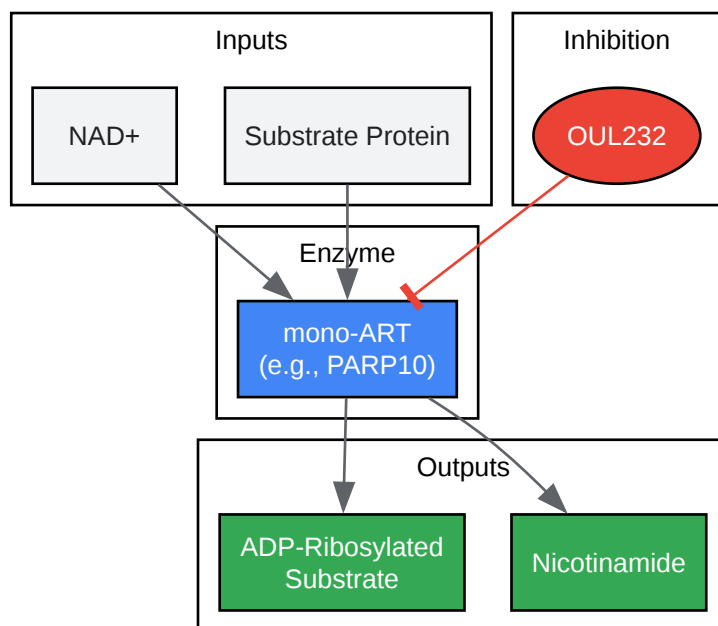 Inputs
Inhibition
NAD+
Substrate Protein
OUL232
Enzyme
mono-ART
(e.g., PARP10)
Outputs
ADP-Ribosylated
Substrate
Nicotinamide